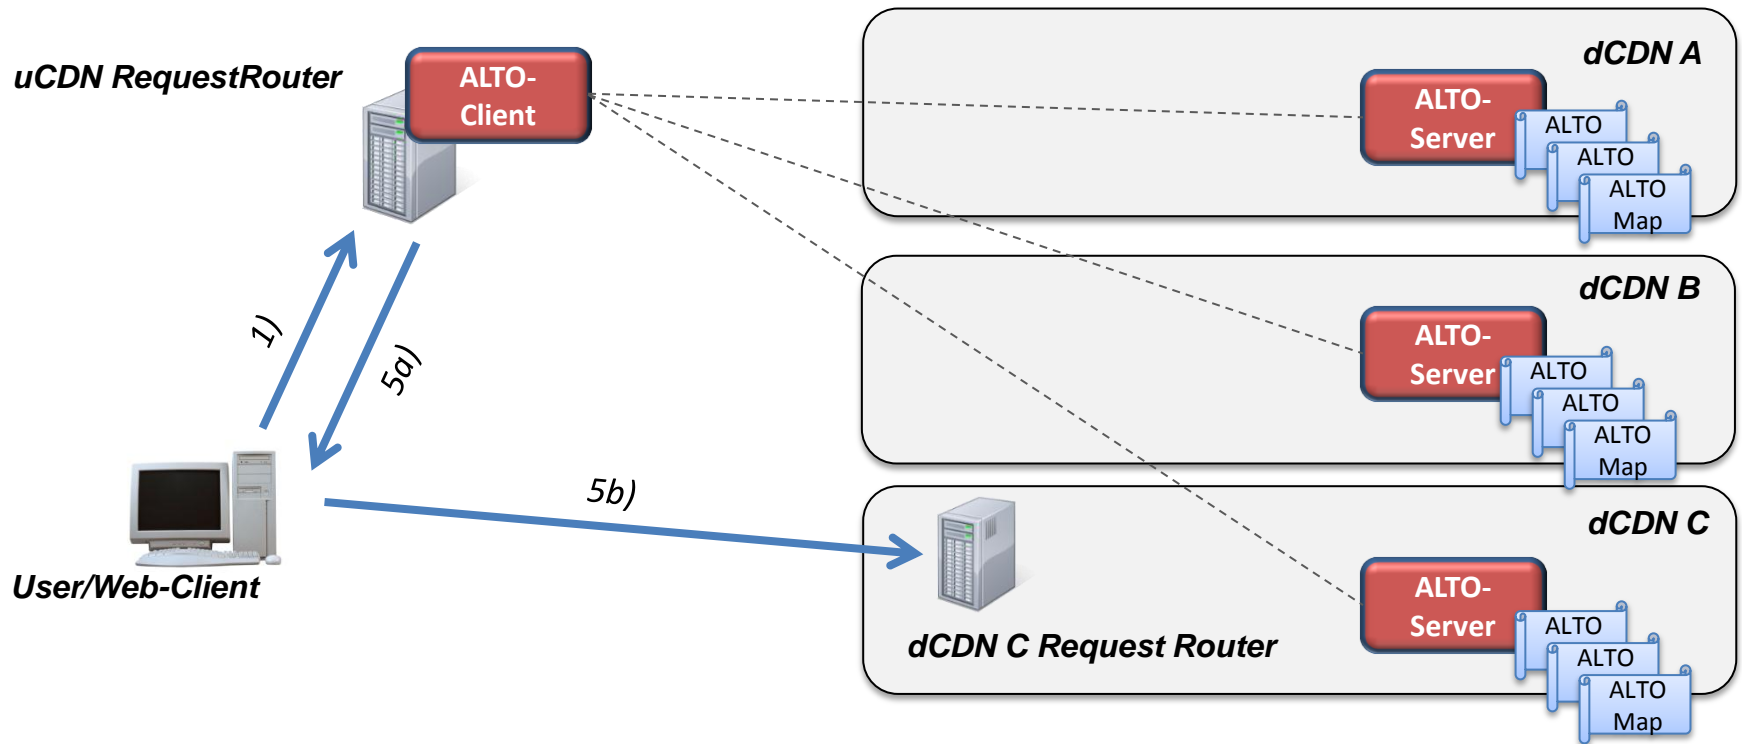 uCDN RequestRouter
ALTO-
Client
dCDN A
ALTO-
Server
ALTO
ALTO
ALTO
Map
dCDN B
ALTO-
Server
ALTO
ALTO
ALTO
Map
1)
5a)
5b)
User/Web-Client
dCDN C
dCDN C Request Router
ALTO-
Server
ALTO
ALTO
ALTO
Map